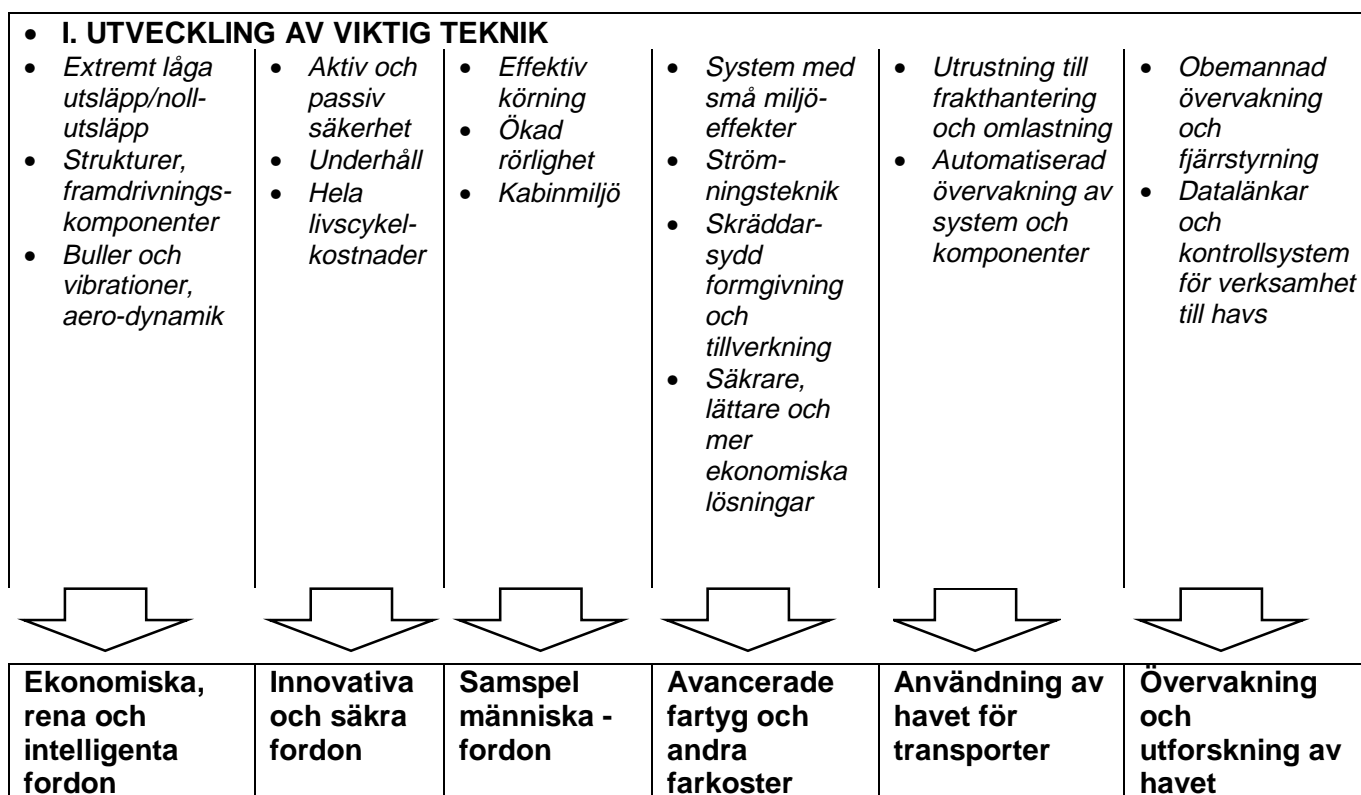 • I. UTVECKLING AV VIKTIG TEKNIK
• Extremt låga
utsläpp/noll-
utsläpp
• Strukturer,
framdrivnings-
komponenter
• Buller och
vibrationer,
aero-dynamik
• Aktiv och
passiv
säkerhet
• Underhåll
• Hela
livscykel-
kostnader
• Effektiv
körning
• Ökad
rörlighet
• Kabinmiljö
• System med
små miljö-
effekter
• Ström-
ningsteknik
• Skräddar-
sydd
formgivning
och
tillverkning
• Säkrare,
lättare och
mer
ekonomiska
lösningar
• Utrustning till
frakthantering
och omlastning
• Automatiserad
övervakning av
system och
komponenter
• Obemannad
övervakning
och
fjärrstyrning
• Datalänkar
och
kontrollsystem
för verksamhet
till havs
Ekonomiska,
rena och
intelligenta
fordon
Innovativa
och säkra
fordon
Samspel
människa -
fordon
Avancerade
fartyg och
andra
farkoster
Användning av
havet för
transporter
Övervakning
och
utforskning av
havet